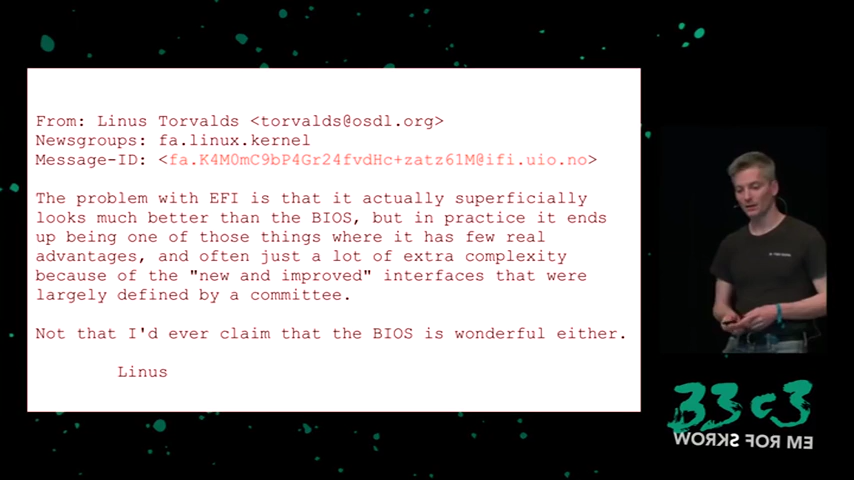 From: Linus Torvalds <torvalds@osdl.org>
Newsgroups: fa.linux.kernel
Message-ID: <fa.K4M0mC9bP4Gr24fvdHc+zatz61M@ifi.uio.no>
The problem with EFI is that it actually superficially
looks much better than the BIOS, but in practice it ends
up being one of those things where it has few real
advantages, and often just a lot of extra complexity
because of the "new and improved" interfaces that were
largely defined by a committee.
Not that I'd ever claim that the BIOS is wonderful either.
Linus
33c3
WORKS FOR ME